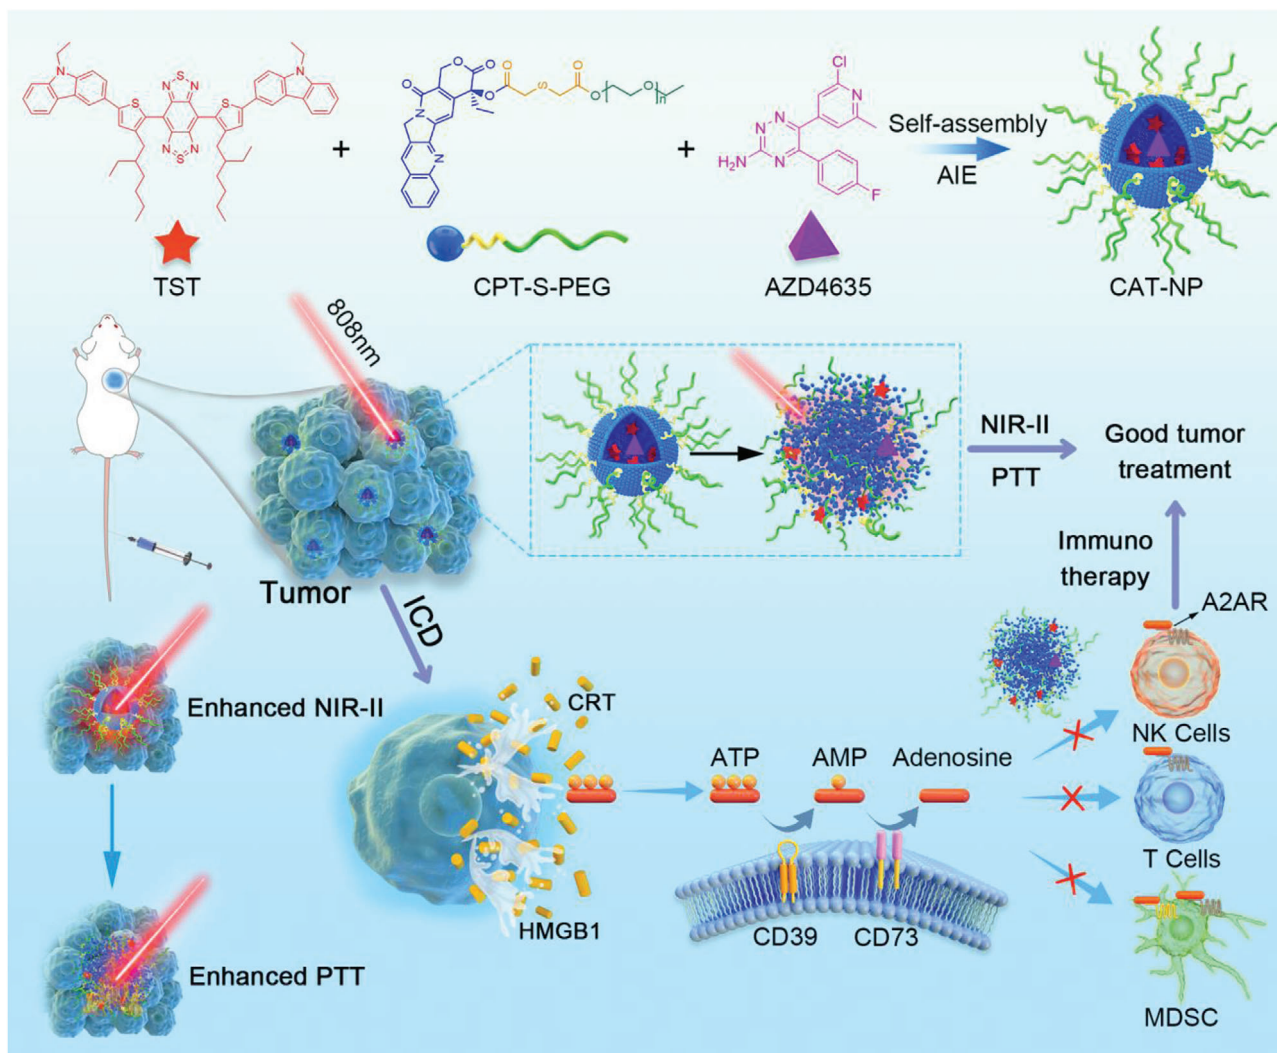 Self-assembly
AIE
TST
CPT-S-PEG
AZD4635
CAT-NP
N
N
S
N
N
N
N
S
N
N
S
S
O
O
O
N
N
O
O
S
O
O
O
n
Cl
N
Me
N
N
N
H₂N
F
+
+
808nm
Tumor
NIR-II
PTT
Good tumor
treatment
Immuno
therapy
A2AR
ICD
Enhanced NIR-II
CRT
ATP
AMP
Adenosine
NK Cells
T Cells
HMGB1
CD39
CD73
Enhanced PTT
MDSC